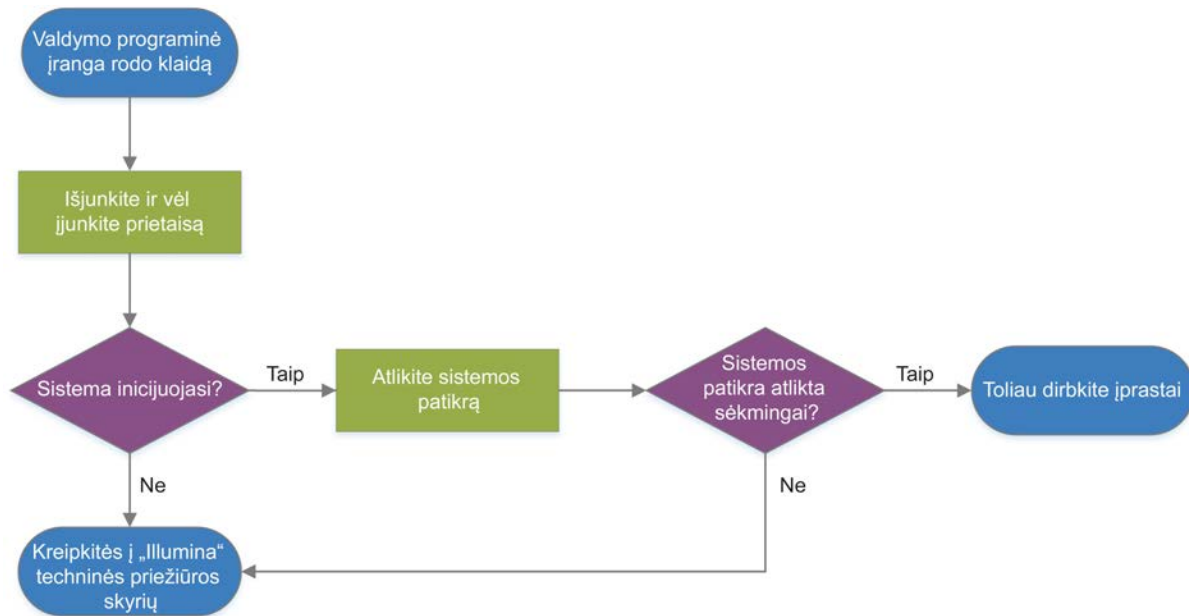 Valdymo programinė
įranga rodo klaidą
Išjunkite ir vėl
įjunkite prietaisą
Sistema inicijuojasi?
Taip
Atlikite sistemos
patikrą
Sistemos
patikra atlikta
sėkmingai?
Taip
Toliau dirbkite įprastai
Ne
Ne
Kreipkitės į „Illumina“
techninės priežiūros
skyrių